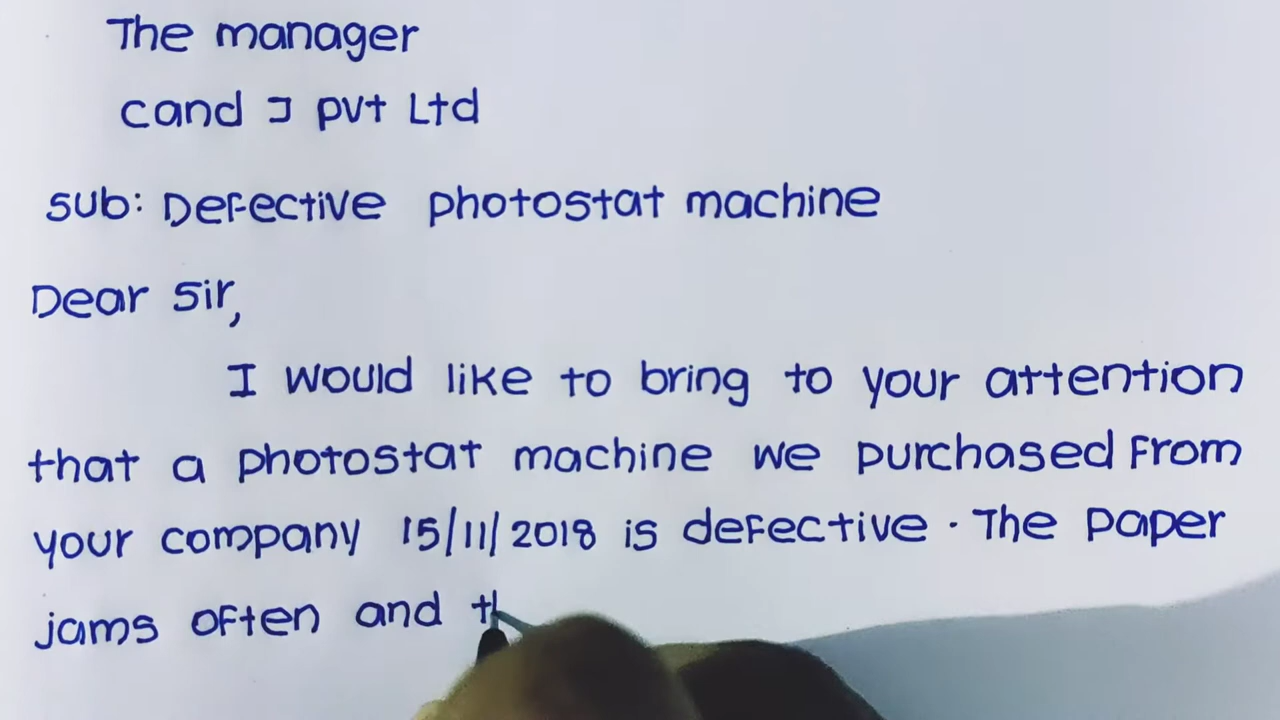 The manager
cand J pvt Ltd
sub: Defective photostat machine
Dear Sir,
I would like to bring to your attention
that a photostat machine we purchased from
your company 15/11/2018 is defective. The paper
jams often and th